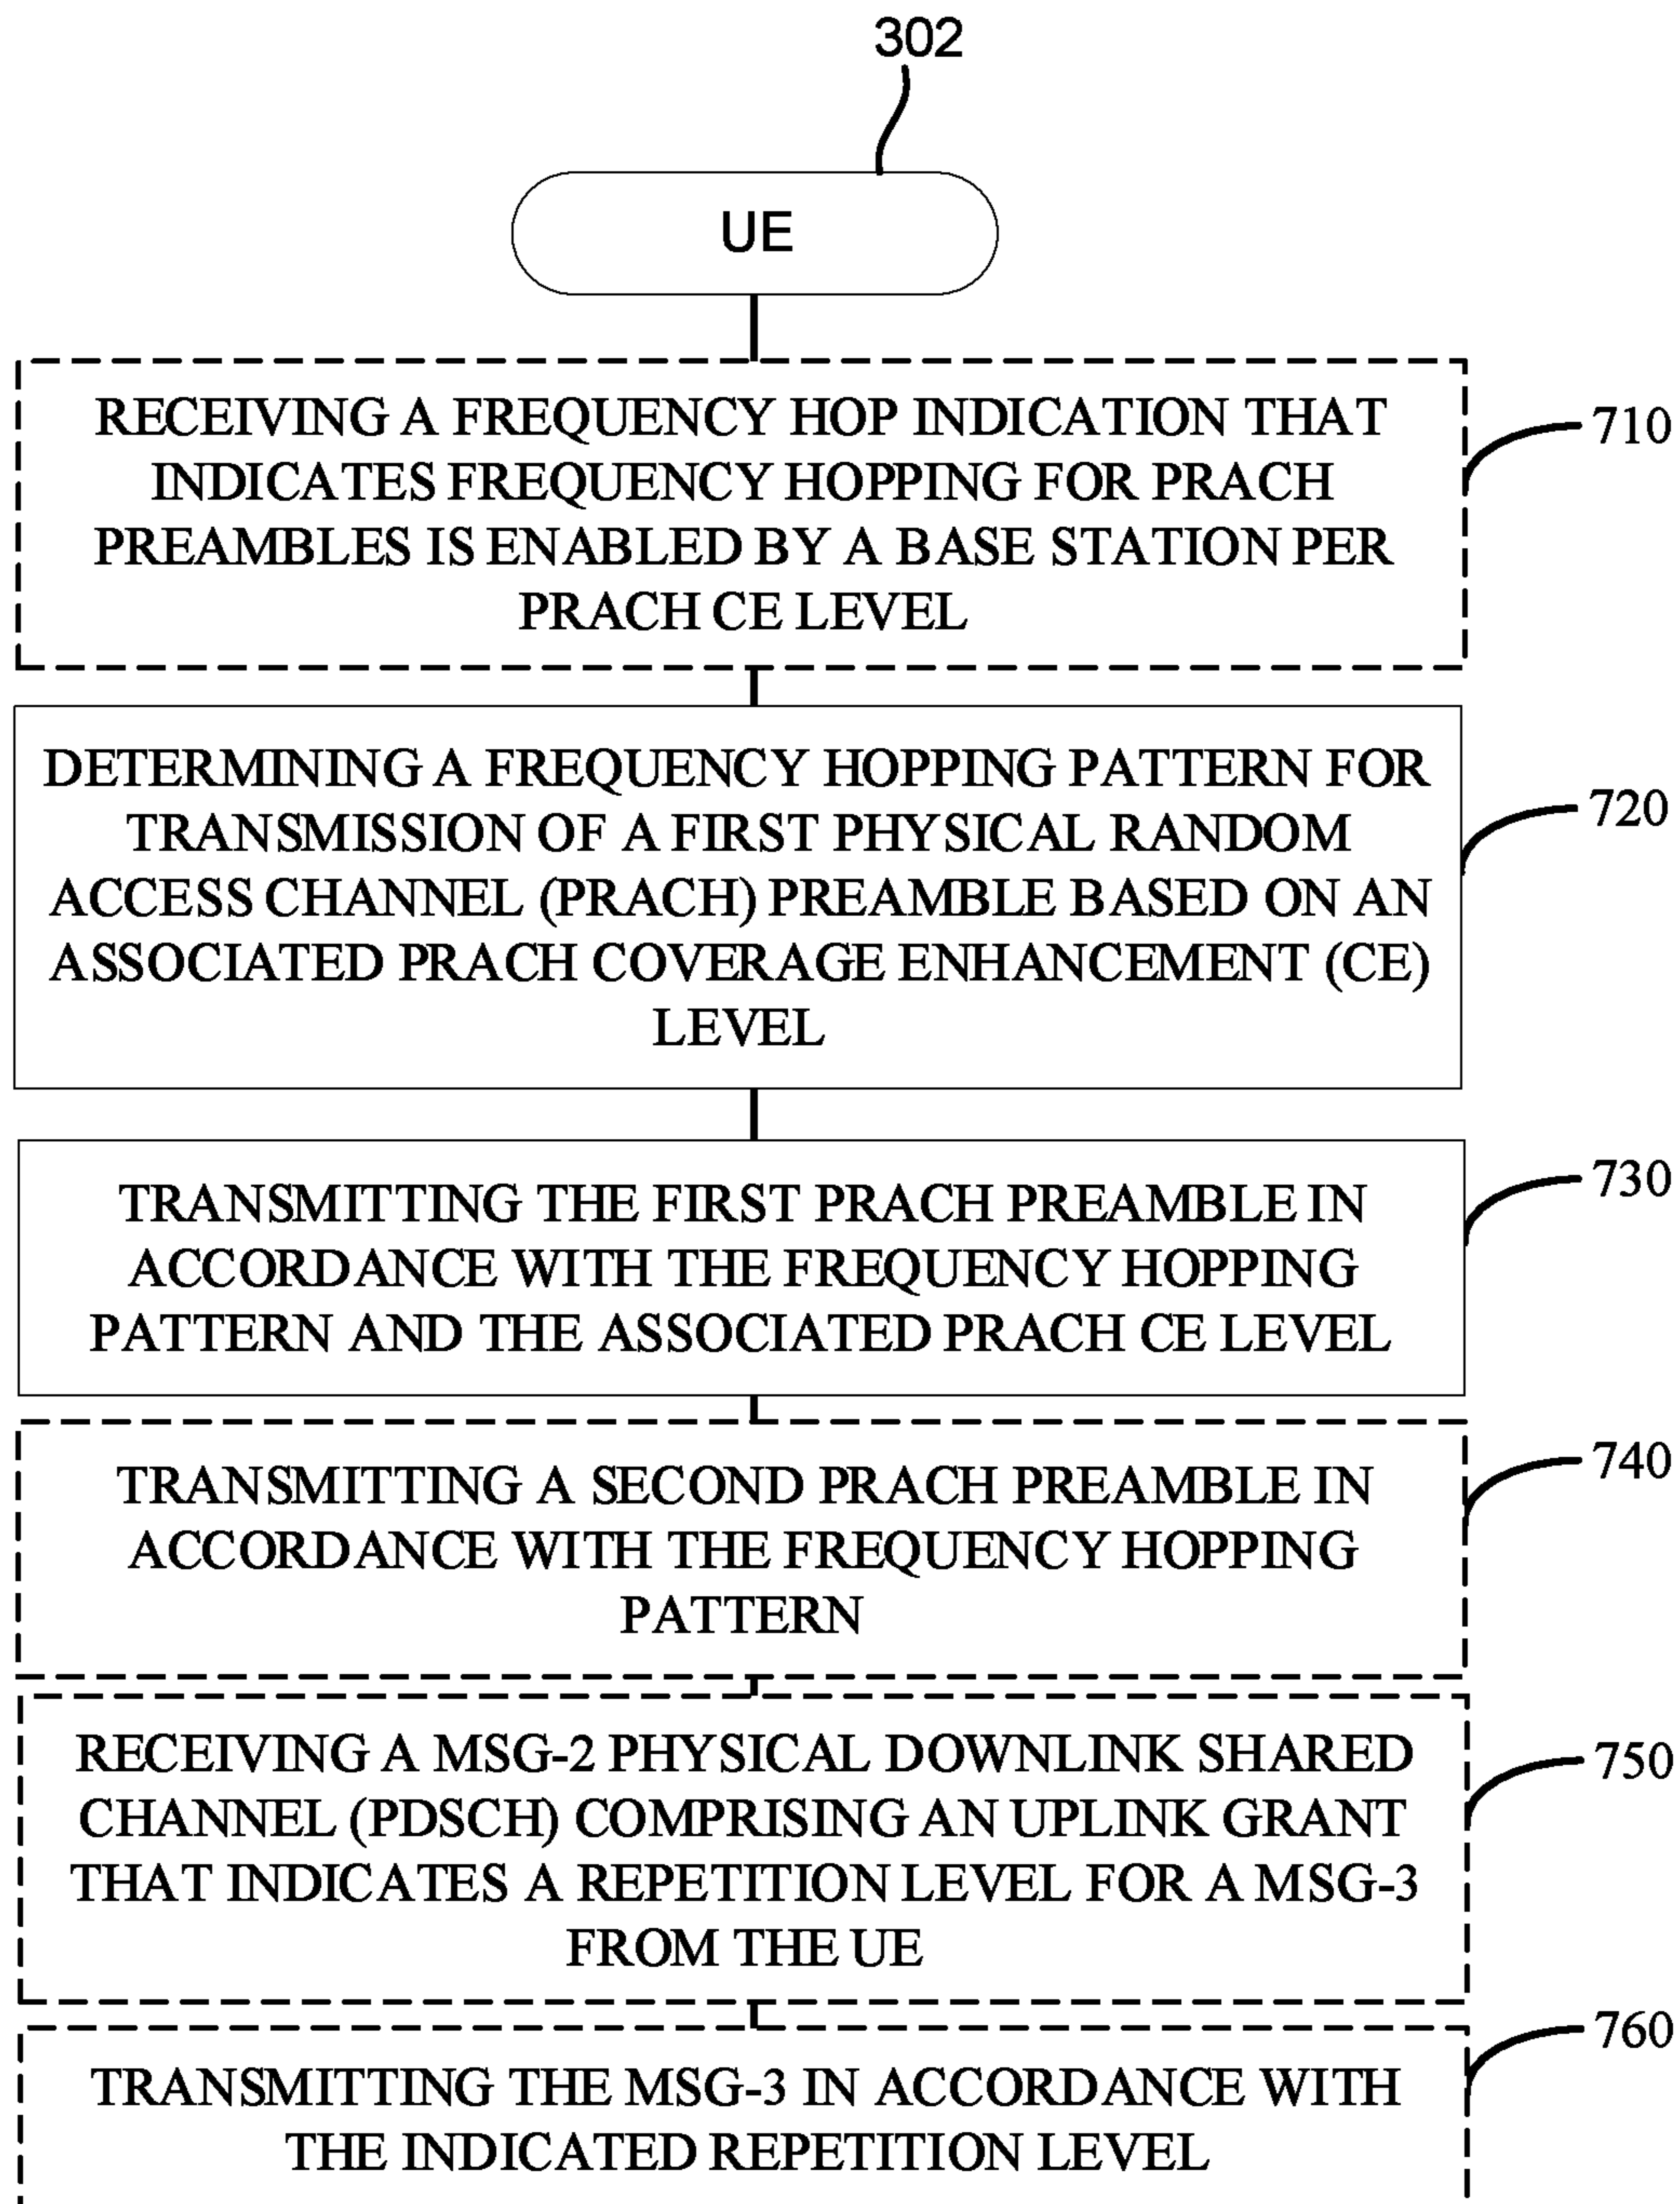 302
UE
RECEIVING A FREQUENCY HOP INDICATION THAT
INDICATES FREQUENCY HOPPING FOR PRACH
PREAMBLES IS ENABLED BY A BASE STATION PER
PRACH CE LEVEL
710
DETERMINING A FREQUENCY HOPPING PATTERN FOR
TRANSMISSION OF A FIRST PHYSICAL RANDOM
ACCESS CHANNEL (PRACH) PREAMBLE BASED ON AN
ASSOCIATED PRACH COVERAGE ENHANCEMENT (CE)
LEVEL
720
TRANSMITTING THE FIRST PRACH PREAMBLE IN
ACCORDANCE WITH THE FREQUENCY HOPPING
PATTERN AND THE ASSOCIATED PRACH CE LEVEL
730
TRANSMITTING A SECOND PRACH PREAMBLE IN
ACCORDANCE WITH THE FREQUENCY HOPPING
PATTERN
740
RECEIVING A MSG-2 PHYSICAL DOWNLINK SHARED
CHANNEL (PDSCH) COMPRISING AN UPLINK GRANT
THAT INDICATES A REPETITION LEVEL FOR A MSG-3
FROM THE UE
750
TRANSMITTING THE MSG-3 IN ACCORDANCE WITH
THE INDICATED REPETITION LEVEL
760